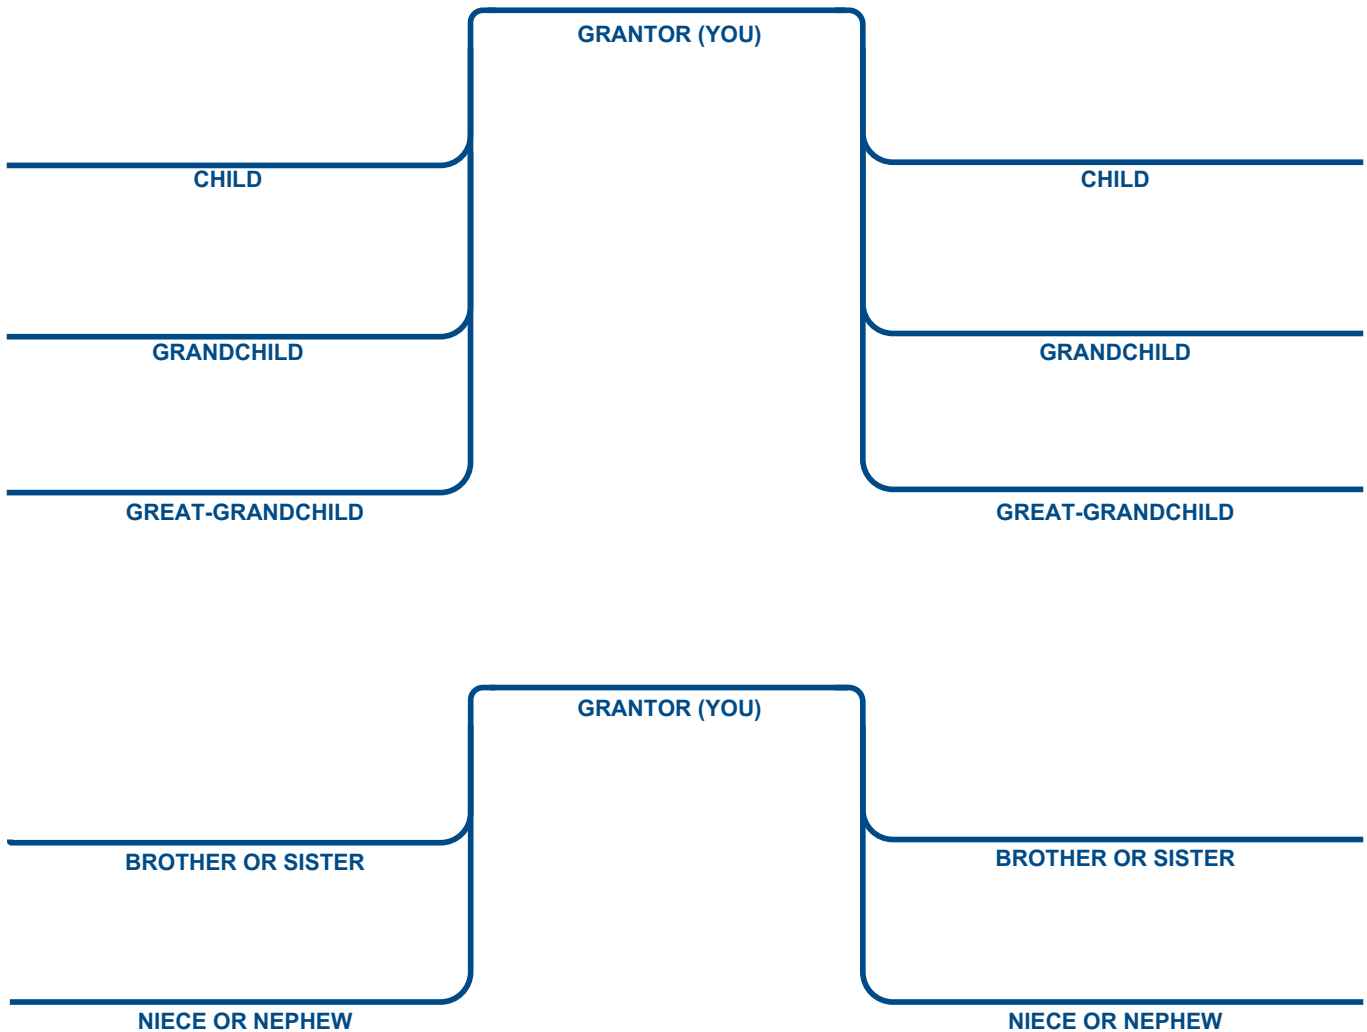 GRANTOR (YOU)
CHILD
CHILD
GRANDCHILD
GRANDCHILD
GREAT-GRANDCHILD
GREAT-GRANDCHILD
GRANTOR (YOU)
BROTHER OR SISTER
BROTHER OR SISTER
NIECE OR NEPHEW
NIECE OR NEPHEW